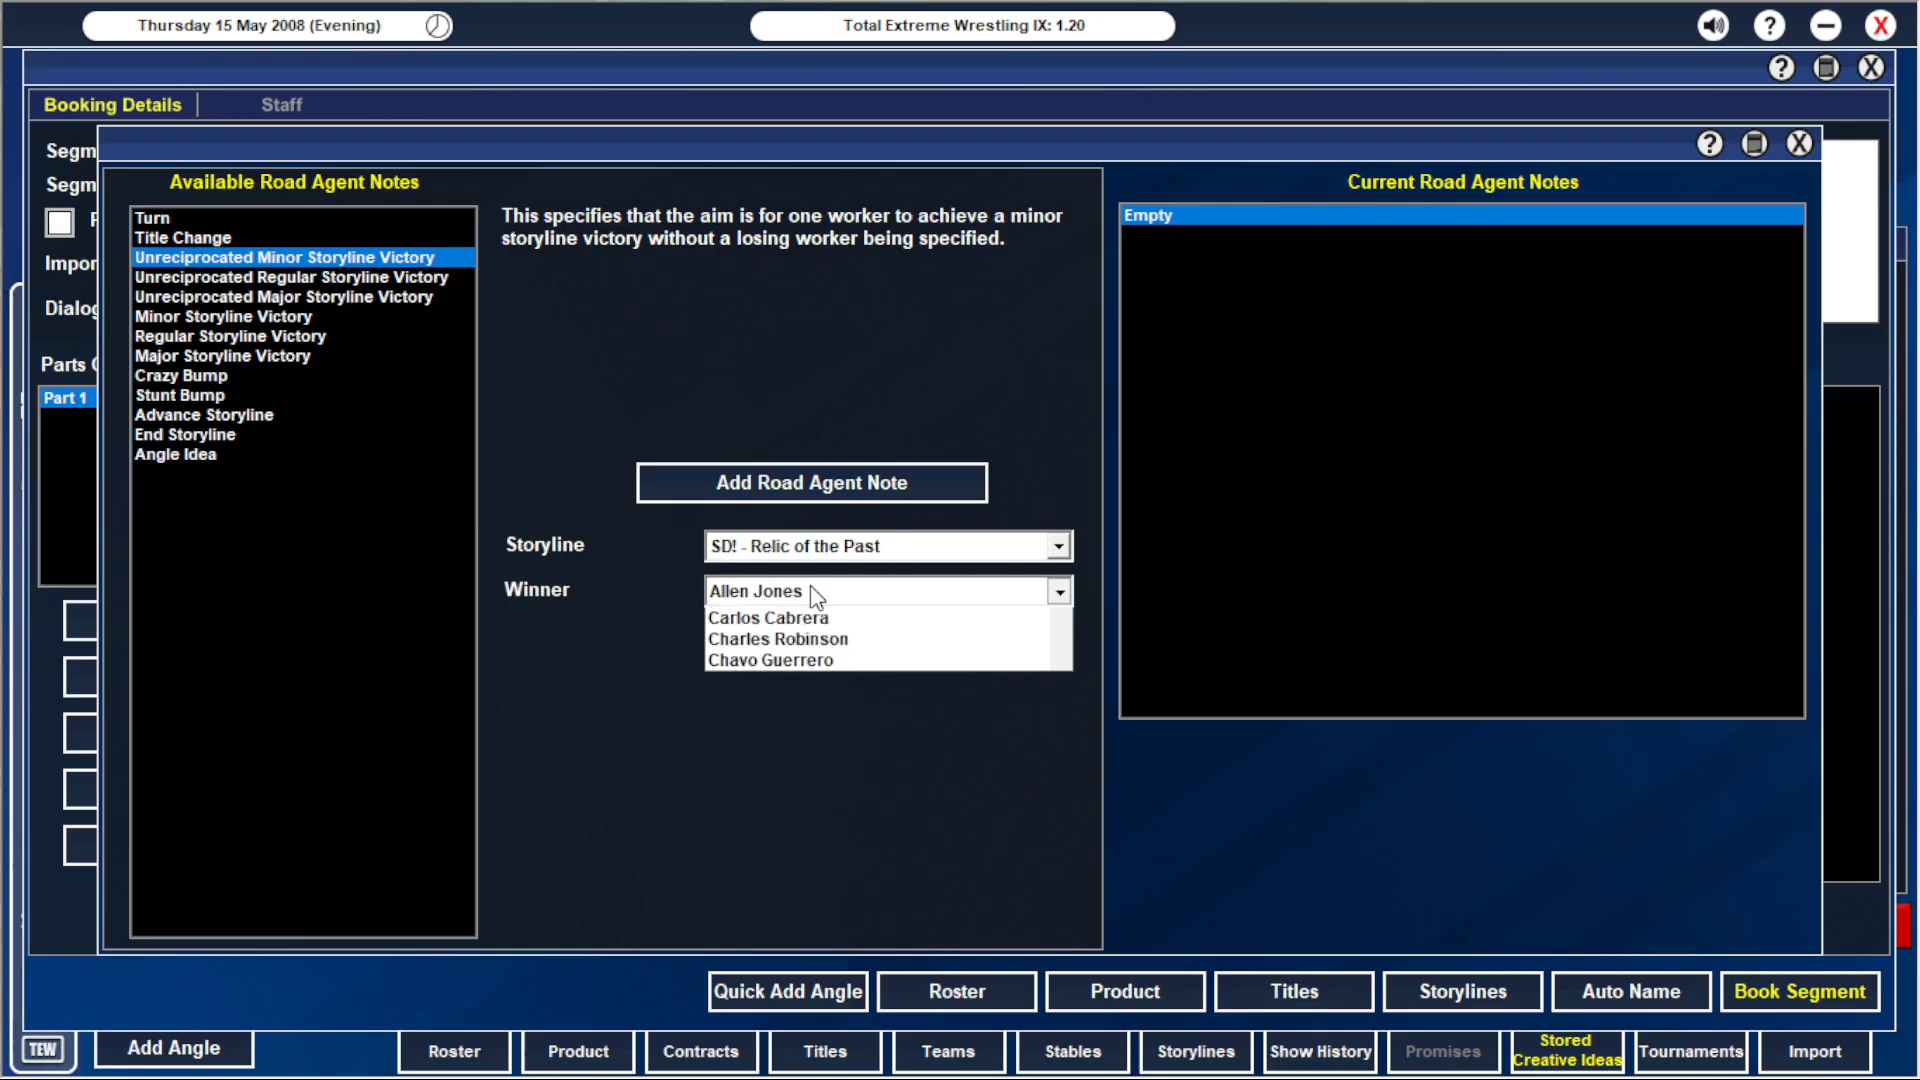 Thursday 15 May 2008 (Evening)
Total Extreme Wrestling IX: 1.20
? X
? X
Booking Details
Staff
? X
Segm
Segm
Impor
Dialog
Parts
Part 1
Available Road Agent Notes
Turn
Title Change
Unreciprocated Minor Storyline Victory
Unreciprocated Regular Storyline Victory
Unreciprocated Major Storyline Victory
Minor Storyline Victory
Regular Storyline Victory
Major Storyline Victory
Crazy Bump
Stunt Bump
Advance Storyline
End Storyline
Angle Idea
This specifies that the aim is for one worker to achieve a minor
storyline victory without a losing worker being specified.
Add Road Agent Note
Storyline
SD! - Relic of the Past
Winner
Allen Jones
Carlos Cabrera
Charles Robinson
Chavo Guerrero
Current Road Agent Notes
Empty
Quick Add Angle
Roster
Product
Titles
Storylines
Auto Name
Book Segment
TEW
Add Angle
Roster
Product
Contracts
Titles
Teams
Stables
Storylines
Show History
Promises
Stored
Creative Ideas
Tournaments
Import